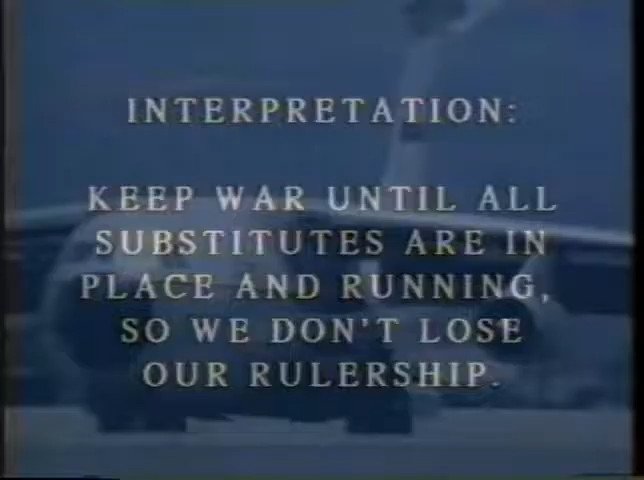 INTERPRETATION:
KEEP WAR UNTIL ALL
SUBSTITUTES ARE IN
PLACE AND RUNNING,
SO WE DON'T LOSE
OUR RULERSHIP.